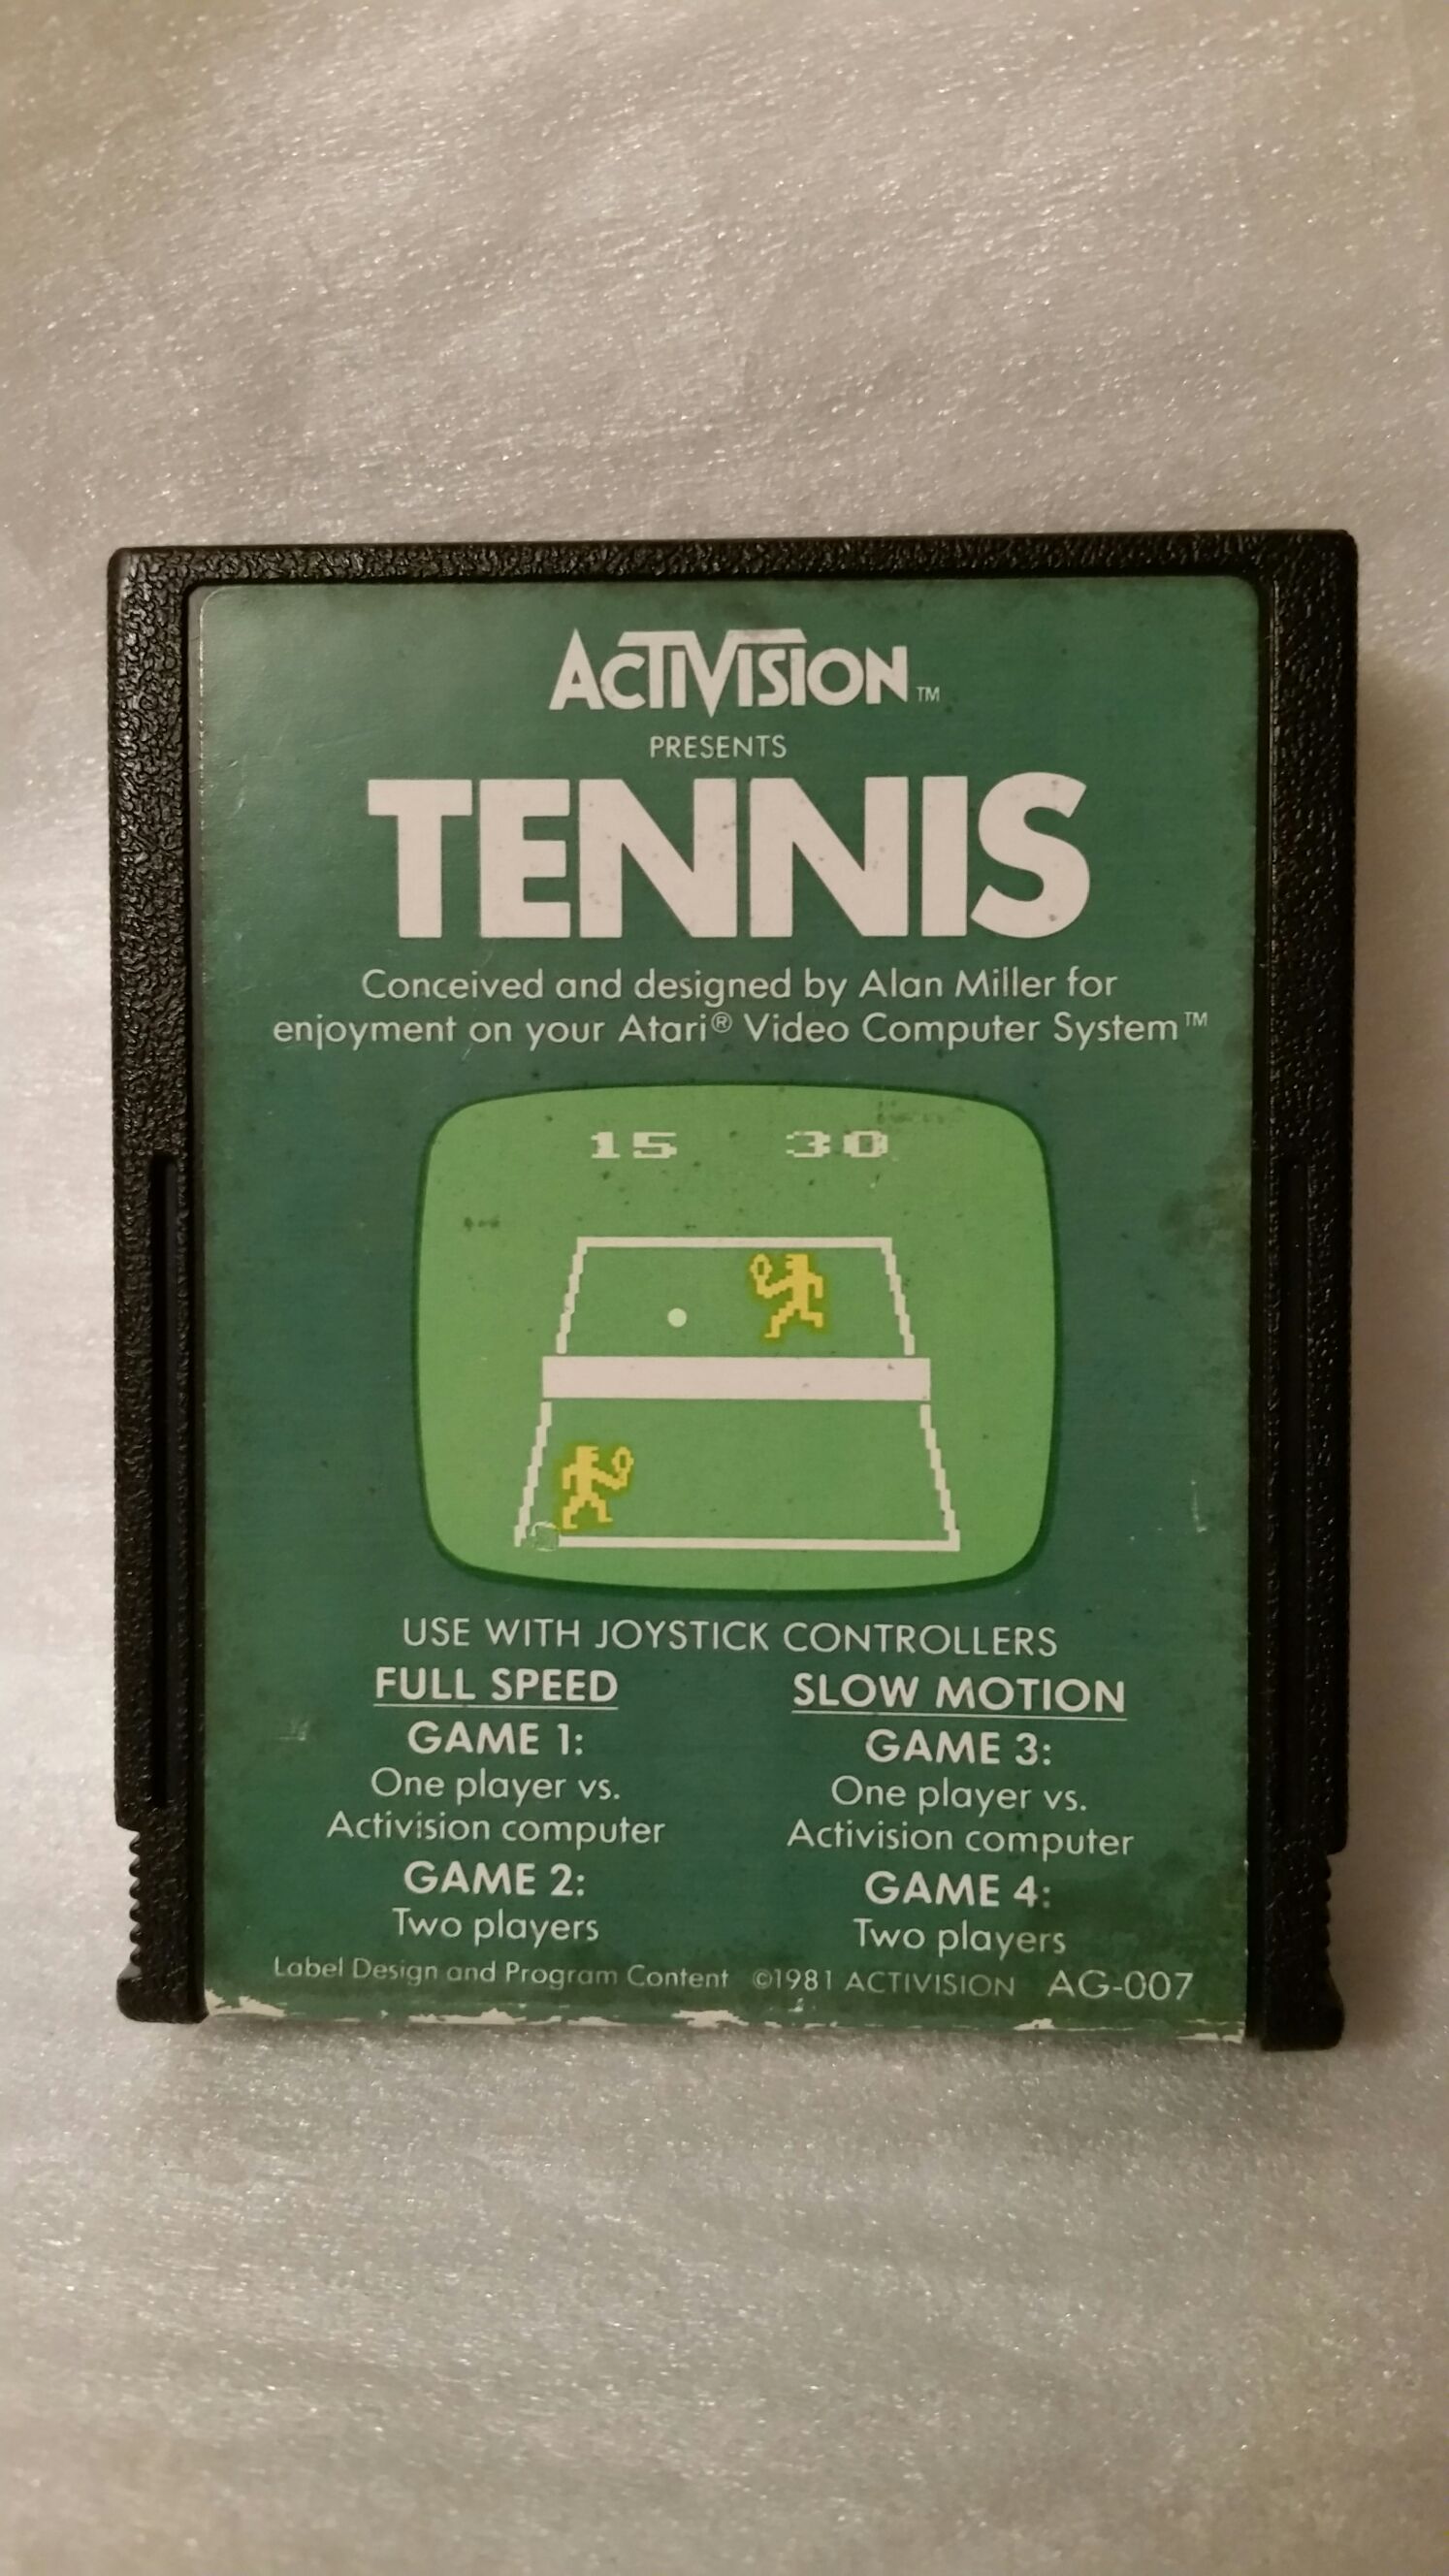 ACTIVISION™
PRESENTS
TENNIS
Conceived and designed by Alan Miller for
enjoyment on your Atari® Video Computer System™
15 30
USE WITH JOYSTICK CONTROLLERS
FULL SPEED
GAME 1:
One player vs.
Activision computer
GAME 2:
Two players
SLOW MOTION
GAME 3:
One player vs.
Activision computer
GAME 4:
Two players
Label Design and Program Content ©1981 ACTIVISION AG-007